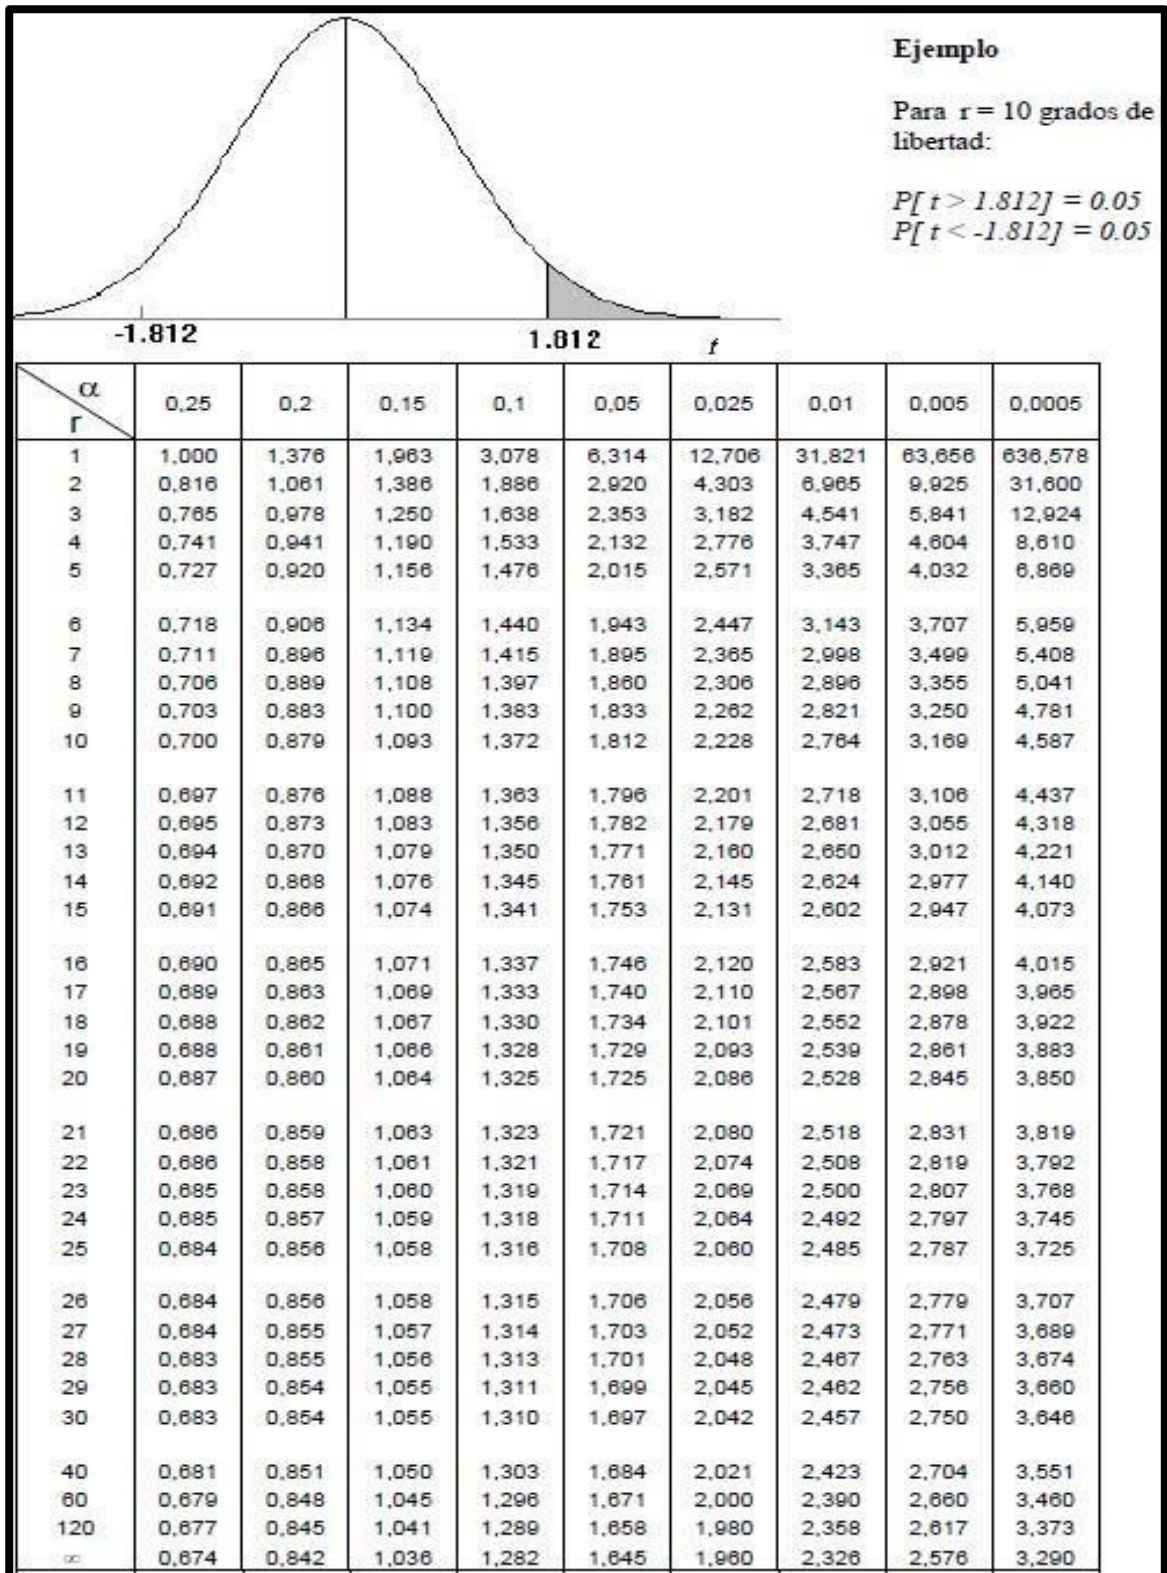 Ejemplo
Para r = 10 grados de
libertad:
P[ t > 1.812] = 0.05
P[ t < -1.812] = 0.05
-1.812 1.812 t
α r 0,25 0,2 0,15 0,1 0,05 0,025 0,01 0,005 0,0005
1 1,000 1,376 1,963 3,078 6,314 12,706 31,821 63,656 636,578
2 0,816 1,061 1,386 1,886 2,920 4,303 6,965 9,925 31,600
3 0,765 0,978 1,250 1,638 2,353 3,182 4,541 5,841 12,924
4 0,741 0,941 1,190 1,533 2,132 2,776 3,747 4,604 8,610
5 0,727 0,920 1,156 1,476 2,015 2,571 3,365 4,032 6,869
6 0,718 0,906 1,134 1,440 1,943 2,447 3,143 3,707 5,959
7 0,711 0,896 1,119 1,415 1,895 2,365 2,998 3,499 5,408
8 0,706 0,889 1,108 1,397 1,860 2,306 2,896 3,355 5,041
9 0,703 0,883 1,100 1,383 1,833 2,262 2,821 3,250 4,781
10 0,700 0,879 1,093 1,372 1,812 2,228 2,764 3,169 4,587
11 0,697 0,876 1,088 1,363 1,796 2,201 2,718 3,106 4,437
12 0,695 0,873 1,083 1,356 1,782 2,179 2,681 3,055 4,318
13 0,694 0,870 1,079 1,350 1,771 2,160 2,650 3,012 4,221
14 0,692 0,868 1,076 1,345 1,761 2,145 2,624 2,977 4,140
15 0,691 0,866 1,074 1,341 1,753 2,131 2,602 2,947 4,073
16 0,690 0,865 1,071 1,337 1,746 2,120 2,583 2,921 4,015
17 0,689 0,863 1,069 1,333 1,740 2,110 2,567 2,898 3,965
18 0,688 0,862 1,067 1,330 1,734 2,101 2,552 2,878 3,922
19 0,688 0,861 1,066 1,328 1,729 2,093 2,539 2,861 3,883
20 0,687 0,860 1,064 1,325 1,725 2,086 2,528 2,845 3,850
21 0,686 0,859 1,063 1,323 1,721 2,080 2,518 2,831 3,819
22 0,686 0,858 1,061 1,321 1,717 2,074 2,508 2,819 3,792
23 0,685 0,858 1,060 1,319 1,714 2,069 2,500 2,807 3,768
24 0,685 0,857 1,059 1,318 1,711 2,064 2,492 2,797 3,745
25 0,684 0,856 1,058 1,316 1,708 2,060 2,485 2,787 3,725
26 0,684 0,856 1,058 1,315 1,706 2,056 2,479 2,779 3,707
27 0,684 0,855 1,057 1,314 1,703 2,052 2,473 2,771 3,689
28 0,683 0,855 1,056 1,313 1,701 2,048 2,467 2,763 3,674
29 0,683 0,854 1,055 1,311 1,699 2,045 2,462 2,756 3,660
30 0,683 0,854 1,055 1,310 1,697 2,042 2,457 2,750 3,646
40 0,681 0,851 1,050 1,303 1,684 2,021 2,423 2,704 3,551
60 0,679 0,848 1,045 1,296 1,671 2,000 2,390 2,660 3,460
120 0,677 0,845 1,041 1,289 1,658 1,980 2,358 2,617 3,373
∞ 0,674 0,842 1,036 1,282 1,645 1,960 2,326 2,576 3,290